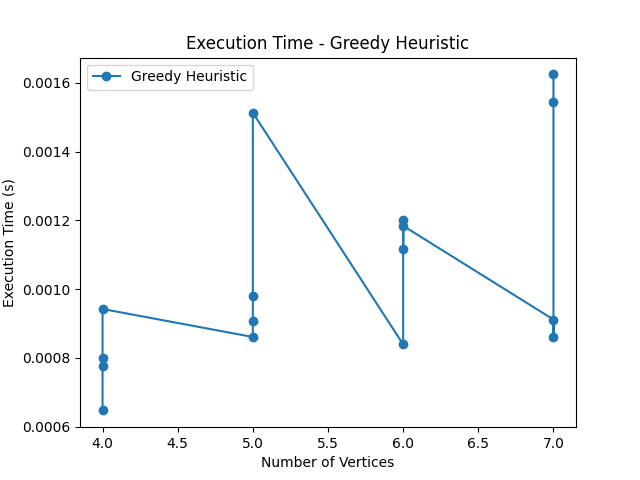 Execution Time - Greedy Heuristic
Greedy Heuristic
Execution Time (s)
0.0016
0.0014
0.0012
0.0010
0.0008
0.0006
4.0 4.5 5.0 5.5 6.0 6.5 7.0
Number of Vertices